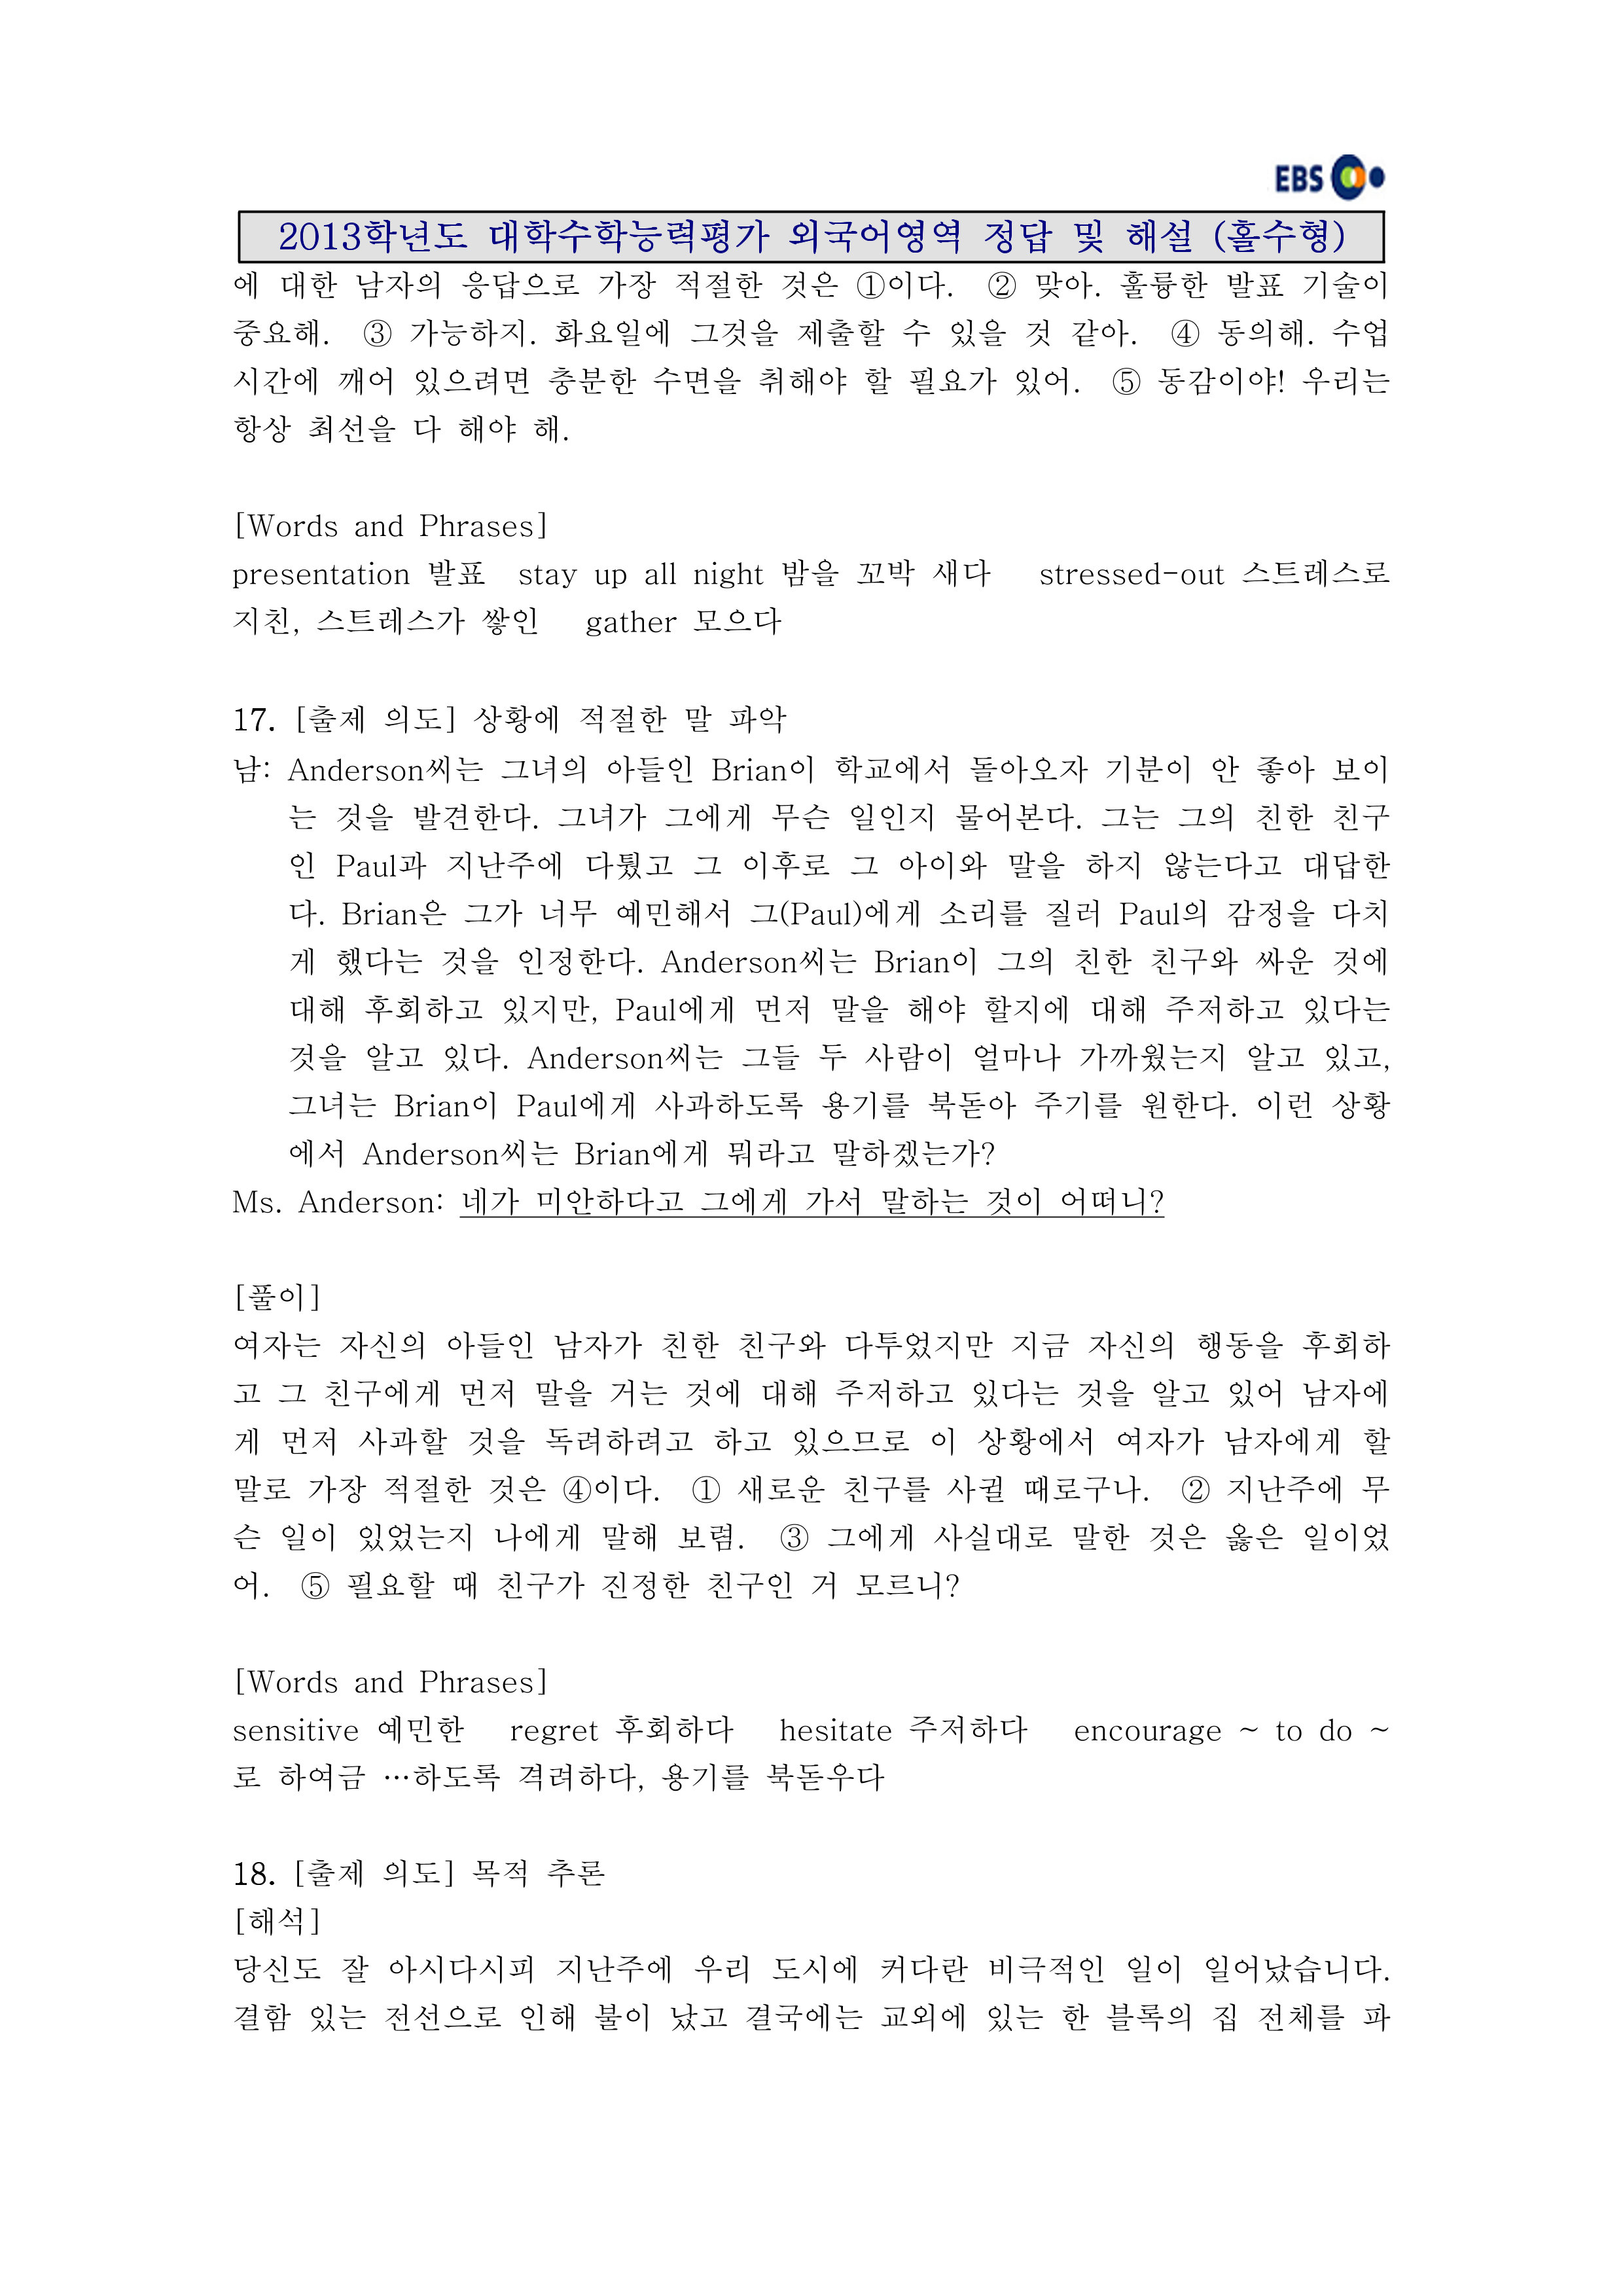 EBS
2013학년도 대학수학능력평가 외국어영역 정답 및 해설 (홀수형)
에 대한 남자의 응답으로 가장 적절한 것은 ①이다. ② 맞아. 훌륭한 발표 기술이
중요해. ③ 가능하지. 화요일에 그것을 제출할 수 있을 것 같아. ④ 동의해. 수업
시간에 깨어 있으려면 충분한 수면을 취해야 할 필요가 있어. ⑤ 동감이야! 우리는
항상 최선을 다 해야 해.
[Words and Phrases]
presentation 발표 stay up all night 밤을 꼬박 새다 stressed-out 스트레스로
지친, 스트레스가 쌓인 gather 모으다
17. [출제 의도] 상황에 적절한 말 파악
남: Anderson씨는 그녀의 아들인 Brian이 학교에서 돌아오자 기분이 안 좋아 보이
는 것을 발견한다. 그녀가 그에게 무슨 일인지 물어본다. 그는 그의 친한 친구
인 Paul과 지난주에 다퉜고 그 이후로 그 아이와 말을 하지 않는다고 대답한
다. Brian은 그가 너무 예민해서 그(Paul)에게 소리를 질러 Paul의 감정을 다치
게 했다는 것을 인정한다. Anderson씨는 Brian이 그의 친한 친구와 싸운 것에
대해 후회하고 있지만, Paul에게 먼저 말을 해야 할지에 대해 주저하고 있다는
것을 알고 있다. Anderson씨는 그들 두 사람이 얼마나 가까웠는지 알고 있고,
그녀는 Brian이 Paul에게 사과하도록 용기를 북돋아 주기를 원한다. 이런 상황
에서 Anderson씨는 Brian에게 뭐라고 말하겠는가?
Ms. Anderson: 네가 미안하다고 그에게 가서 말하는 것이 어떠니?
[풀이]
여자는 자신의 아들인 남자가 친한 친구와 다투었지만 지금 자신의 행동을 후회하
고 그 친구에게 먼저 말을 거는 것에 대해 주저하고 있다는 것을 알고 있어 남자에
게 먼저 사과할 것을 독려하려고 하고 있으므로 이 상황에서 여자가 남자에게 할
말로 가장 적절한 것은 ④이다. ① 새로운 친구를 사귈 때로구나. ② 지난주에 무
슨 일이 있었는지 나에게 말해 보렴. ③ 그에게 사실대로 말한 것은 옳은 일이었
어. ⑤ 필요할 때 친구가 진정한 친구인 거 모르니?
[Words and Phrases]
sensitive 예민한 regret 후회하다 hesitate 주저하다 encourage ~ to do ~
로 하여금 …하도록 격려하다, 용기를 북돋우다
18. [출제 의도] 목적 추론
[해석]
당신도 잘 아시다시피 지난주에 우리 도시에 커다란 비극적인 일이 일어났습니다.
결함 있는 전선으로 인해 불이 났고 결국에는 교외에 있는 한 블록의 집 전체를 파